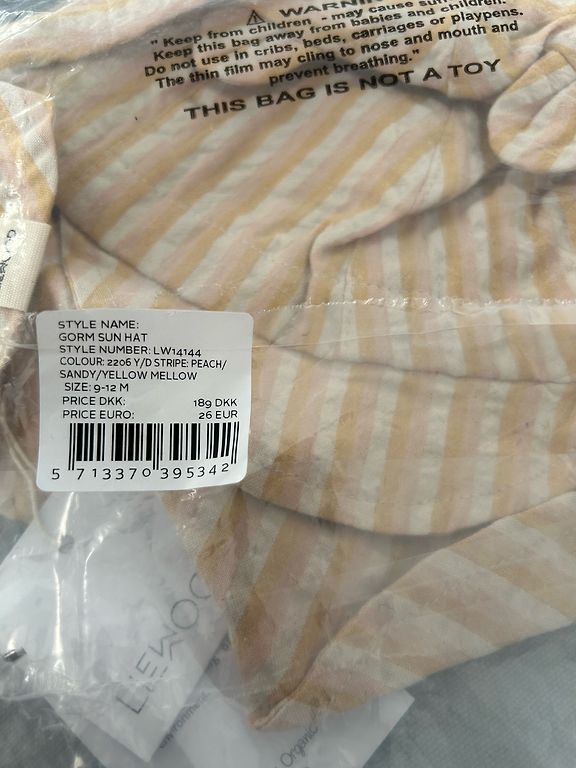 WARNING
"Keep from children - may cause
Keep this bag away from babies and children.
Do not use in cribs, beds, carriages or playpens.
The thin film may cling to nose and mouth and
prevent breathing."
THIS BAG IS NOT A TOY
STYLE NAME:
GORM SUN HAT
STYLE NUMBER: LW14144
COLOUR: 2206 Y/D STRIPE: PEACH/
SANDY/YELLOW MELLOW
SIZE: 9-12 M
PRICE DKK: 189 DKK
PRICE EURO: 26 EUR
5 713370 395342
LIEWOO
Organic